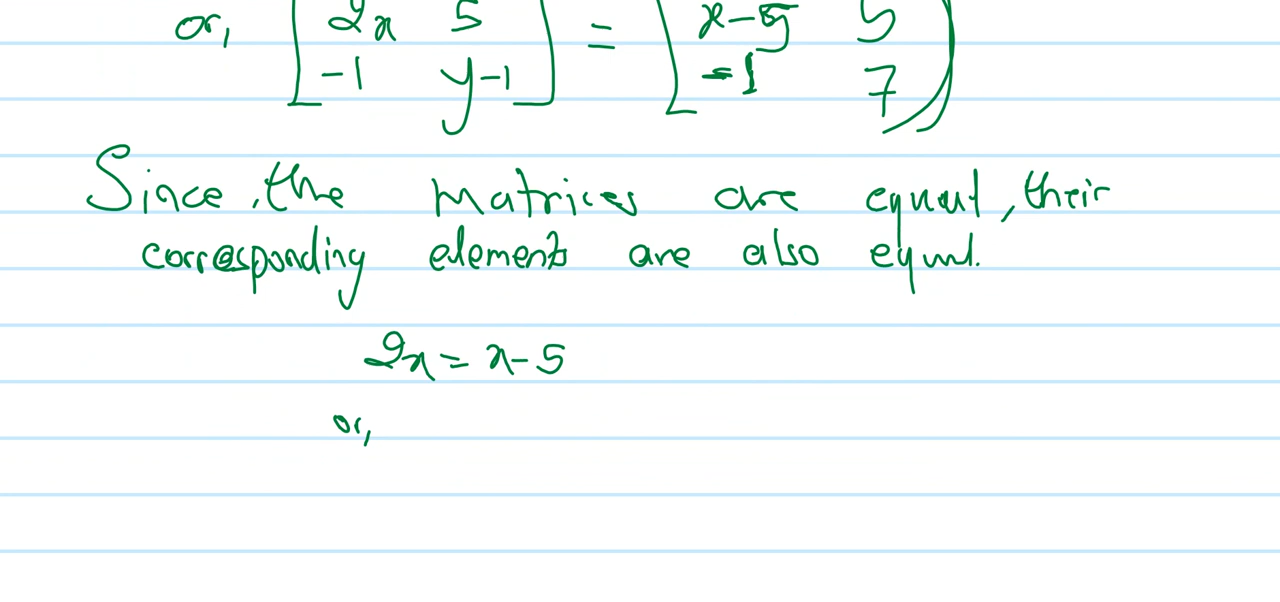 or, [ 2x 5 = [ x-5 5
-1 y-1 ] -1 7 )
Since, the matrices are equal, their
corresponding elements are also equal.
2x = x - 5
or,